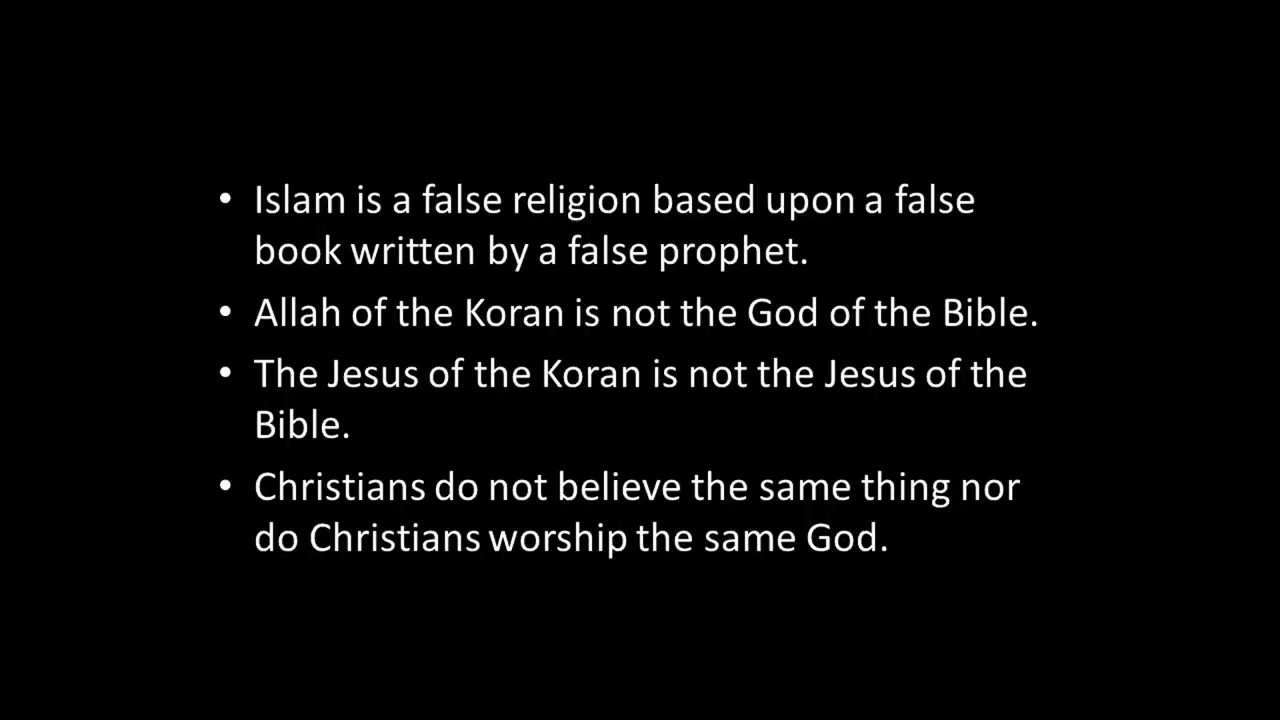 • Islam is a false religion based upon a false
book written by a false prophet.
• Allah of the Koran is not the God of the Bible.
• The Jesus of the Koran is not the Jesus of the
Bible.
• Christians do not believe the same thing nor
do Christians worship the same God.